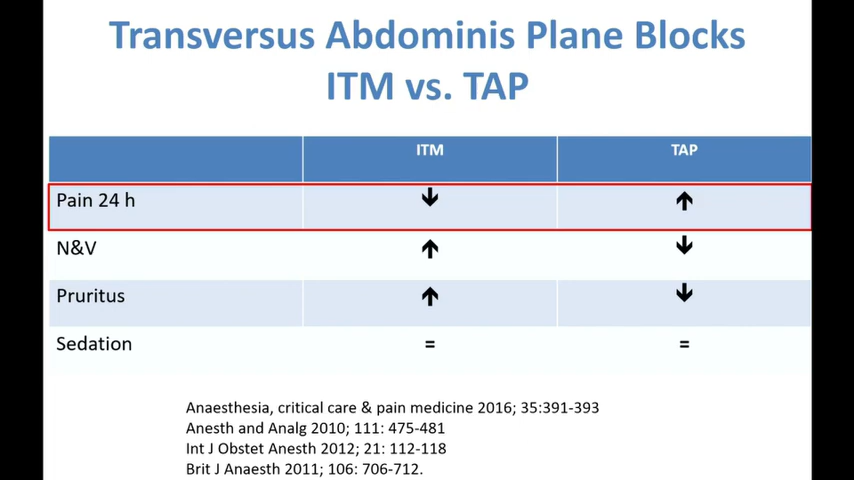 Transversus Abdominis Plane Blocks
ITM vs. TAP
ITM TAP
Pain 24 h ↓ ↑
N&V ↑ ↓
Pruritus ↑ ↓
Sedation = =
Anaesthesia, critical care & pain medicine 2016; 35:391-393
Anesth and Analg 2010; 111: 475-481
Int J Obstet Anesth 2012; 21: 112-118
Brit J Anaesth 2011; 106: 706-712.